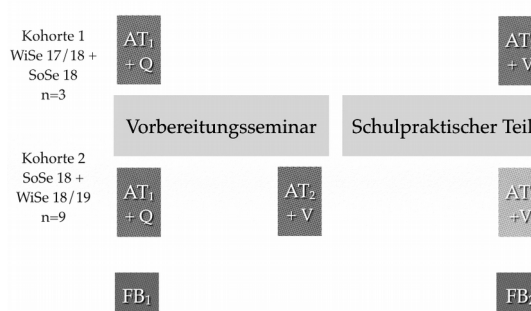 Kohorte 1
WiSe 17/18 +
SoSe 18
n=3
AT₁
+ Q
AT
+ V
Vorbereitungsseminar
Schulpraktischer Teil
Kohorte 2
SoSe 18 +
WiSe 18/19
n=9
AT₁
+ Q
AT₂
+ V
AT
+V
FB₁
FB